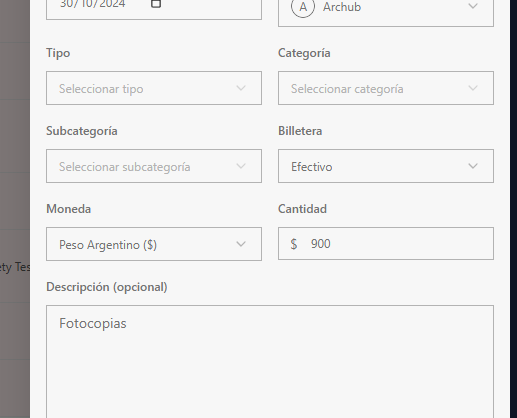 30/10/2024
A Archub
Tipo
Categoría
Seleccionar tipo
Seleccionar categoría
Subcategoría
Billetera
Seleccionar subcategoría
Efectivo
Moneda
Cantidad
Peso Argentino ($)
$ 900
ety Tes
Descripción (opcional)
Fotocopias